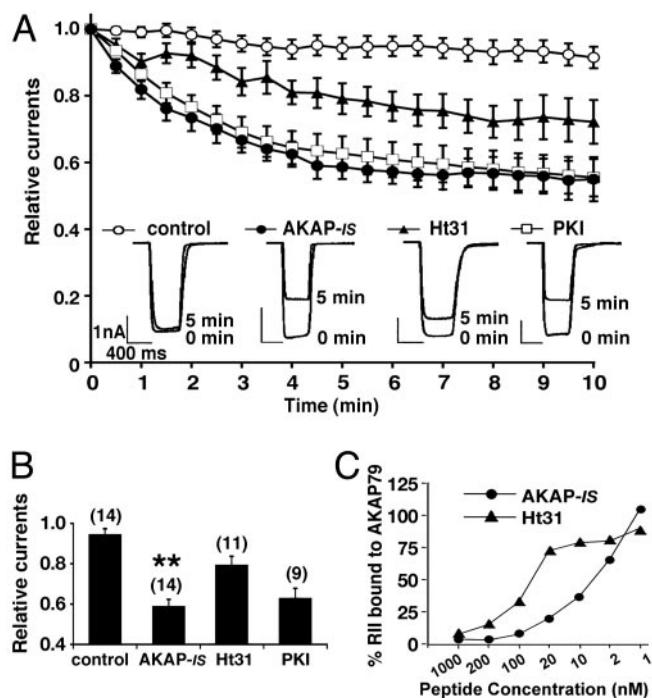 A
Relative currents
1.0
0.8
0.6
0.4
0.2
0
control
AKAP-IS
Ht31
PKI
5 min
0 min
1nA
400 ms
5 min
0 min
5 min
0 min
5 min
0 min
0 1 2 3 4 5 6 7 8 9 10
Time (min)
B
Relative currents
1.0
0.8
0.6
0.4
(14)
**
(14)
(11)
(9)
control AKAP-IS Ht31 PKI
C
% RII bound to AKAP79
125
100
75
50
25
0
AKAP-IS
Ht31
1000 200 100 20 10 2 1
Peptide Concentration (nM)